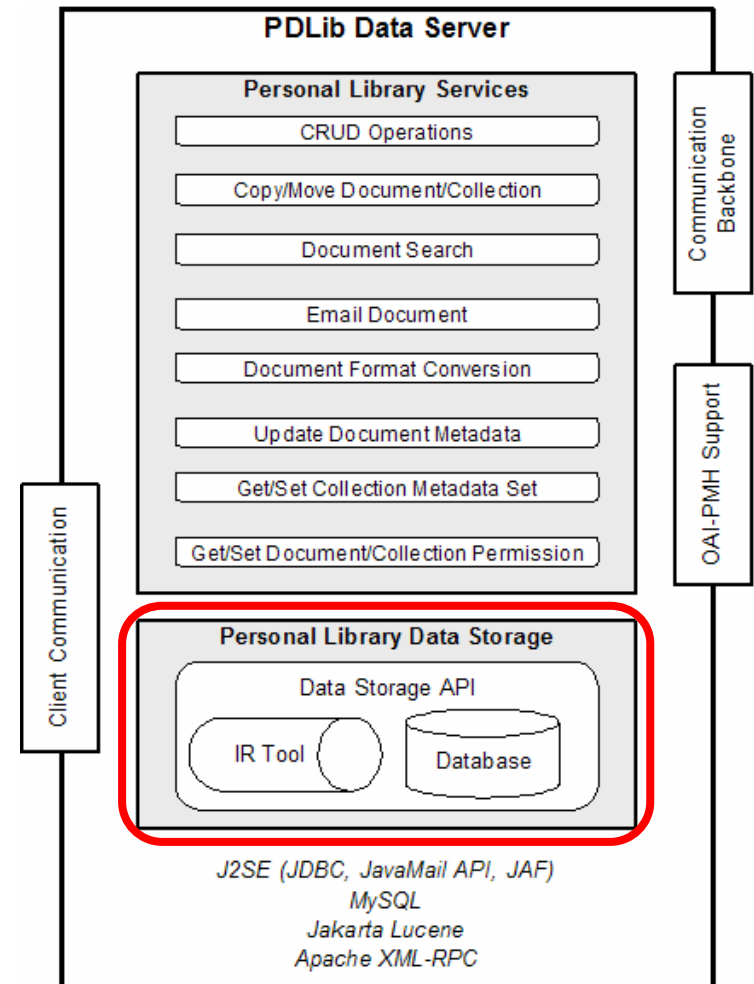 PDLib Data Server
Personal Library Services
CRUD Operations
Copy/Move Document/Collection
Document Search
Email Document
Document Format Conversion
Update Document Metadata
Get/Set Collection Metadata Set
Get/Set Document/Collection Permission
Communication
Backbone
OAI-PMH Support
Client Communication
Personal Library Data Storage
Data Storage API
IR Tool
Database
J2SE (JDBC, JavaMail API, JAF)
MySQL
Jakarta Lucene
Apache XML-RPC